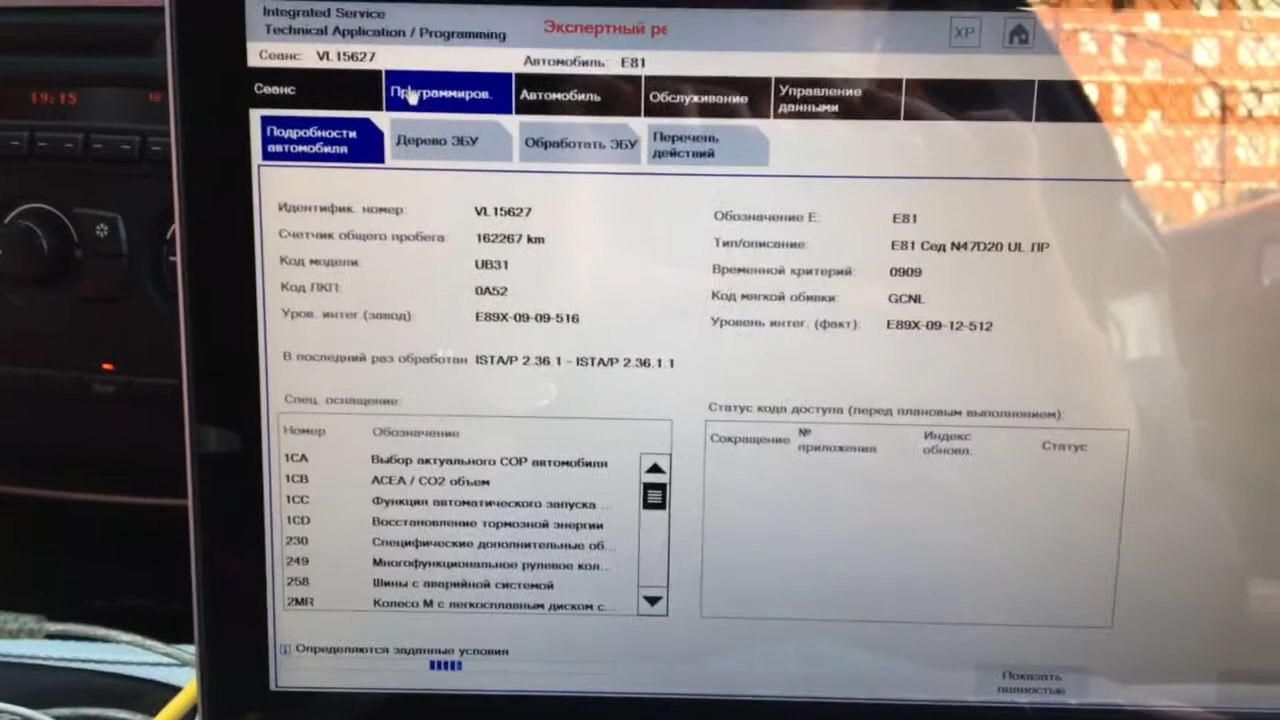 Integrated Service
Technical Application / Programming
Экспертный ре
XP
Сеанс: VL15627
Автомобиль: E81
Сеанс
Программиров.
Автомобиль
Обслуживание
Управление
данными
Подробности
автомобиля
Дерево ЭБУ
Обработать ЭБУ
Перечень
действий
19:15
Идентифик. номер: VL15627
Обозначение E: E81
Счетчик общего пробега: 162267 km
Тип/описание: E81 Сед N47D20 UL ЛР
Код модели: UB31
Временной критерий: 0909
Код ЛКП: 0A52
Код мягкой обивки: GCNL
Уров. интег.(завод): E89X-09-09-516
Уровень интег. (факт): E89X-09-12-512
В последний раз обработан ISTA/P 2.36.1 - ISTA/P 2.36.1.1
Спец. оснащение:
Номер Обозначение
1CA Выбор актуального COP автомобиля
1CB ACEA / CO2 объем
1CC Функция автоматического запуска ...
1CD Восстановление тормозной энергии
230 Специфические дополнительные об...
249 Многофункциональное рулевое кол...
258 Шины с аварийной системой
2MR Колесо M с легкосплавным диском с...
Статус кода доступа (перед плановым выполнением):
Сокращение № приложения Индекс обновл. Статус
Определяются заданные условия
Показать
полностью